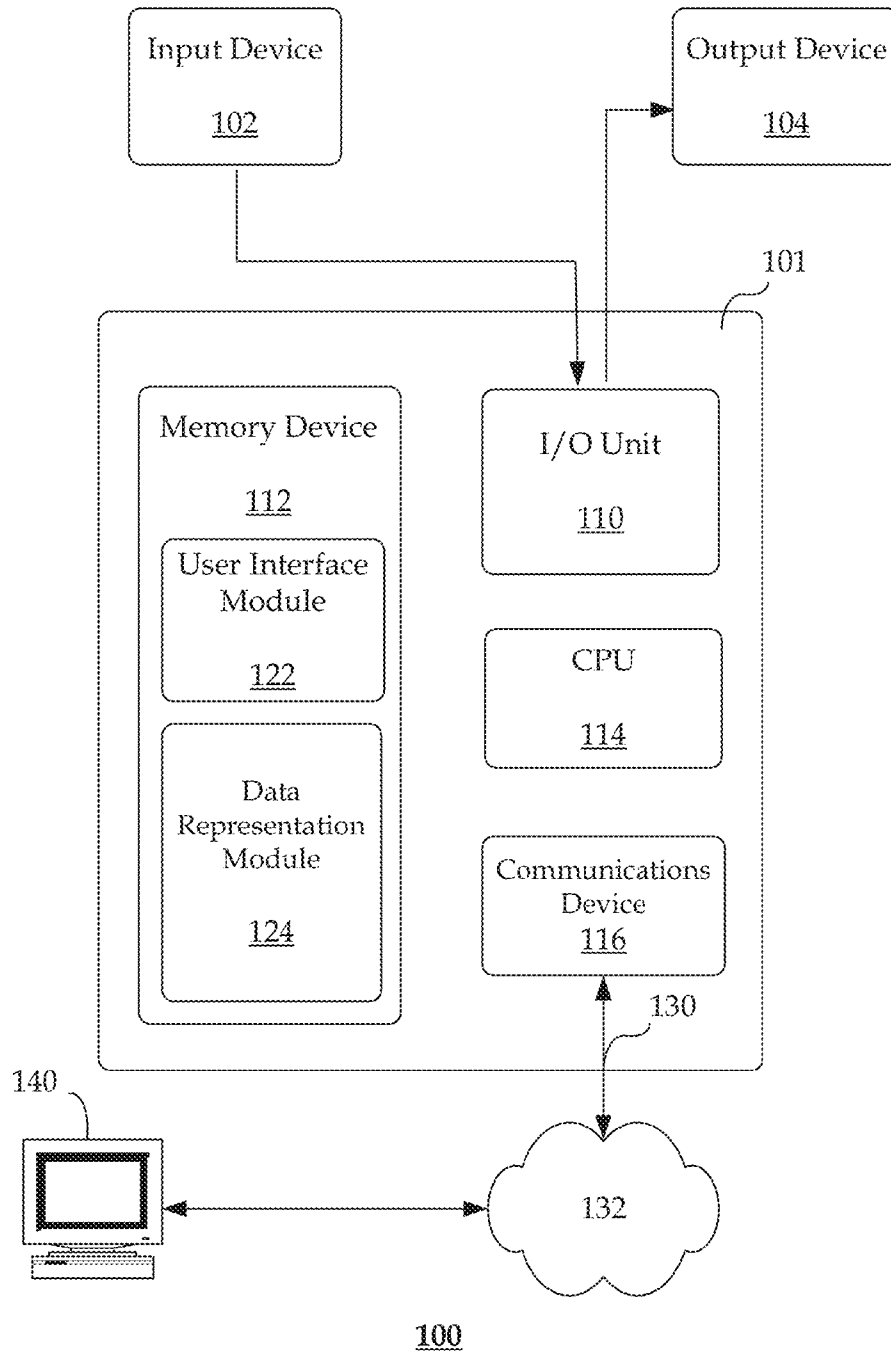 Input Device
102
Output Device
104
101
Memory Device
112
I/O Unit
110
User Interface
Module
122
CPU
114
Data
Representation
Module
124
Communications
Device
116
130
140
132
100